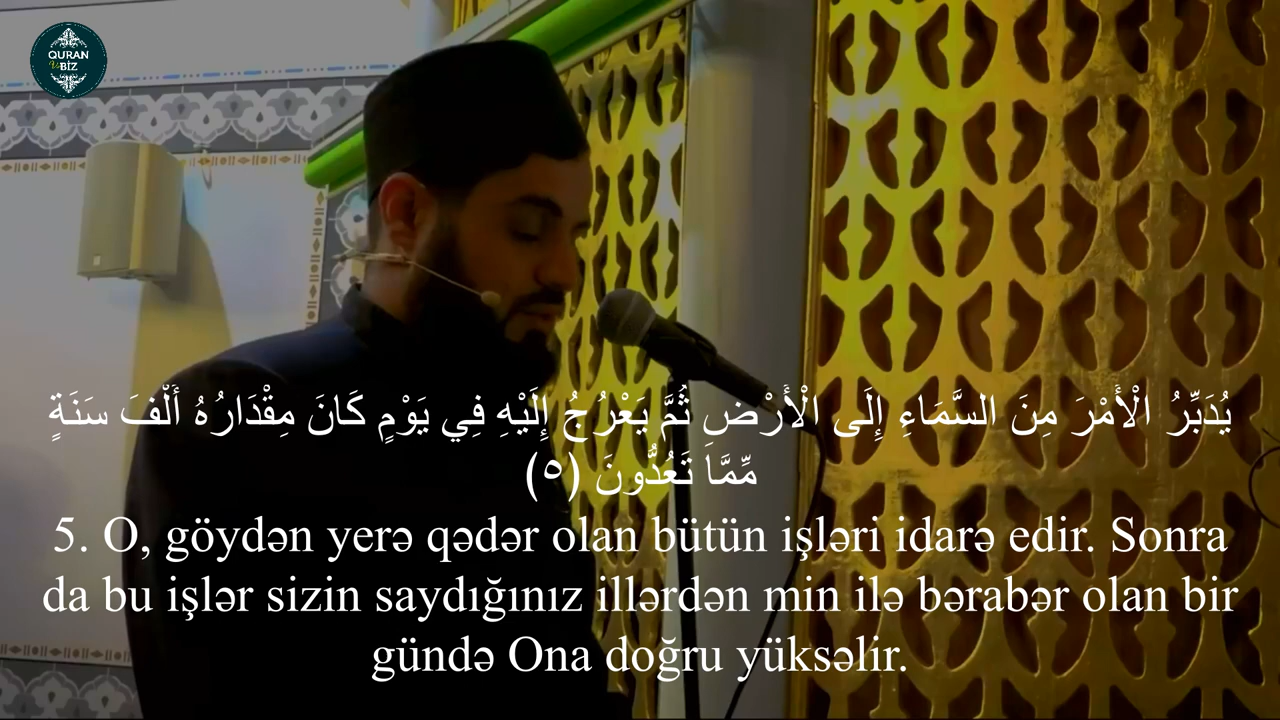 QURAN
Və BİZ
يُدَبِّرُ الْأَمْرَ مِنَ السَّمَاءِ إِلَى الْأَرْضِ ثُمَّ يَعْرُجُ إِلَيْهِ فِي يَوْمٍ كَانَ مِقْدَارُهُ أَلْفَ سَنَةٍ
مِّمَّا تَعُدُّونَ (٥)
5. O, göydən yerə qədər olan bütün işləri idarə edir. Sonra
da bu işlər sizin saydığınız illərdən min ilə bərabər olan bir
gündə Ona doğru yüksəlir.